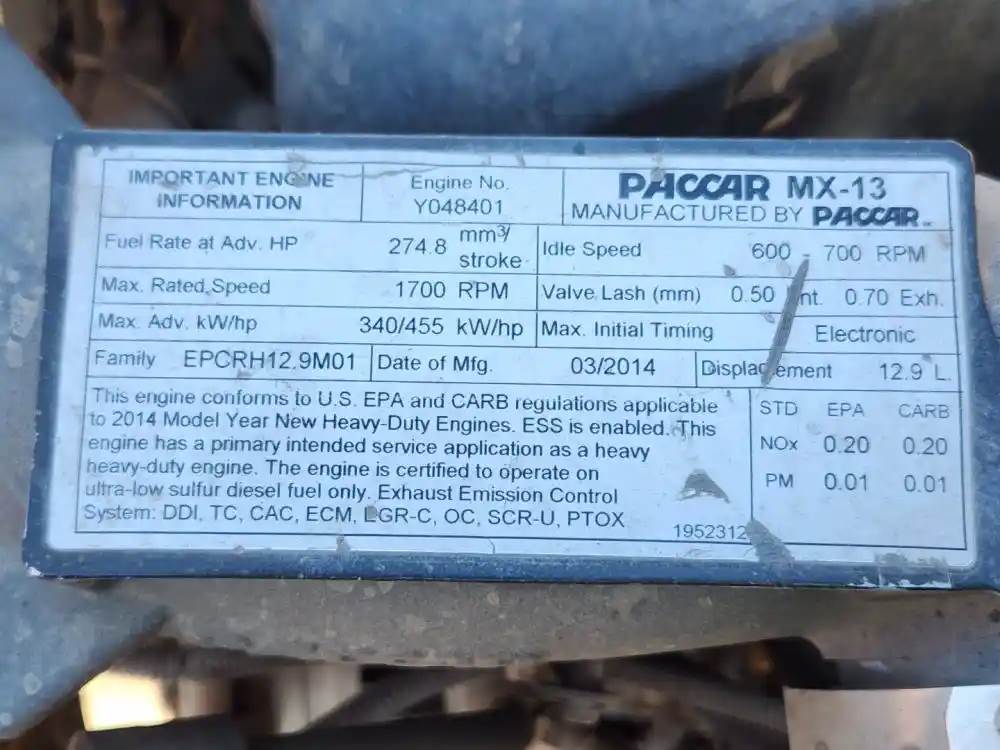 IMPORTANT ENGINE
INFORMATION
Engine No.
Y048401
PACCAR MX-13
MANUFACTURED BY PACCAR
Fuel Rate at Adv. HP 274.8 mm³/
stroke
Idle Speed 600 - 700 RPM
Max. Rated Speed 1700 RPM
Valve Lash (mm) 0.50 Int. 0.70 Exh.
Max. Adv. kW/hp 340/455 kW/hp
Max. Initial Timing Electronic
Family EPCRH12.9M01
Date of Mfg. 03/2014
Displacement 12.9 L.
This engine conforms to U.S. EPA and CARB regulations applicable
to 2014 Model Year New Heavy-Duty Engines. ESS is enabled. This
engine has a primary intended service application as a heavy
heavy-duty engine. The engine is certified to operate on
ultra-low sulfur diesel fuel only. Exhaust Emission Control
System: DDI, TC, CAC, ECM, EGR-C, OC, SCR-U, PTOX
1952312
STD EPA CARB
NOx 0.20 0.20
PM 0.01 0.01